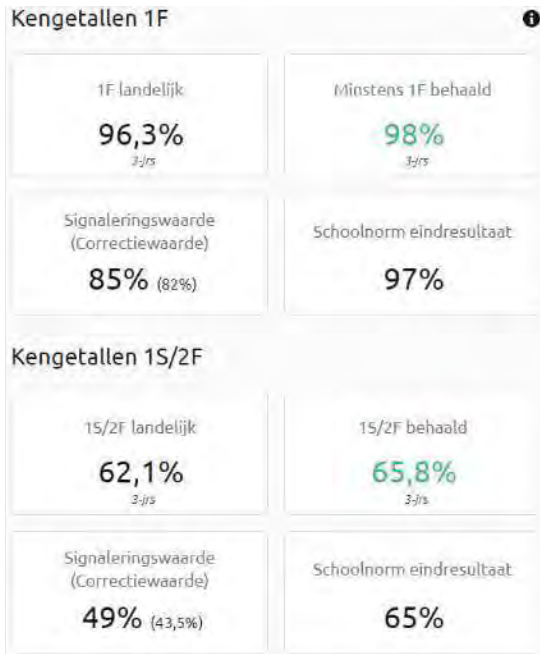 Kengetallen 1F
1F landelijk
96,3%
3-jrs
Minstens 1F behaald
98%
3-jrs
Signaleringswaarde
(Correctiewaarde)
85% (82%)
Schoolnorm eindresultaat
97%
Kengetallen 1S/2F
1S/2F landelijk
62,1%
3-jrs
1S/2F behaald
65,8%
3-jrs
Signaleringswaarde
(Correctiewaarde)
49% (43,5%)
Schoolnorm eindresultaat
65%